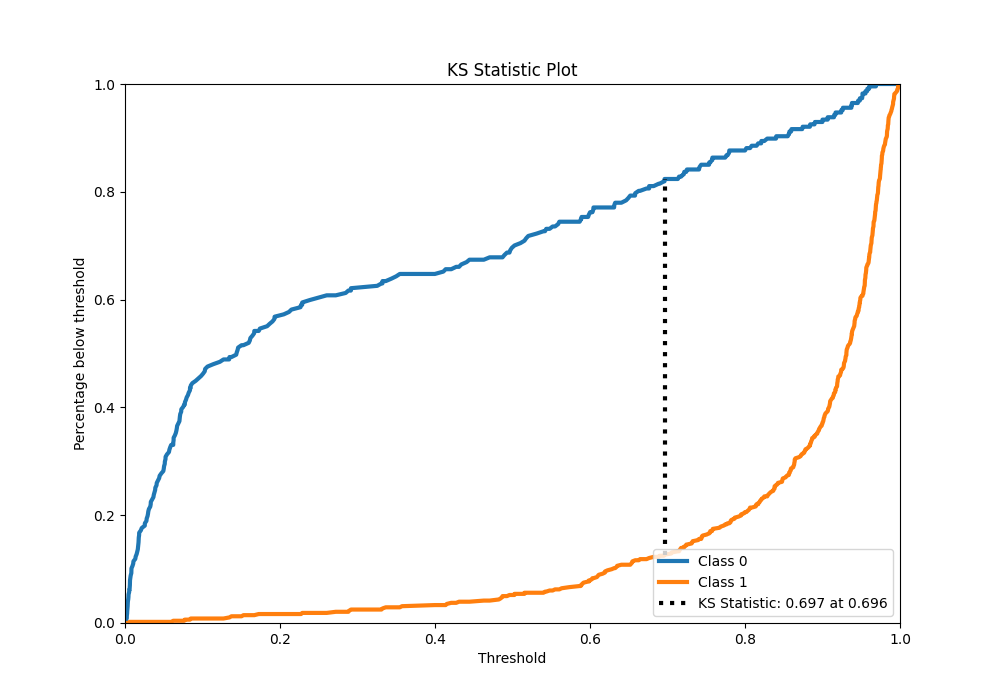 KS Statistic Plot
1.0
0.8
0.6
0.4
0.2
0.0
Percentage below threshold
0.0 0.2 0.4 0.6 0.8 1.0
Threshold
Class 0
Class 1
KS Statistic: 0.697 at 0.696